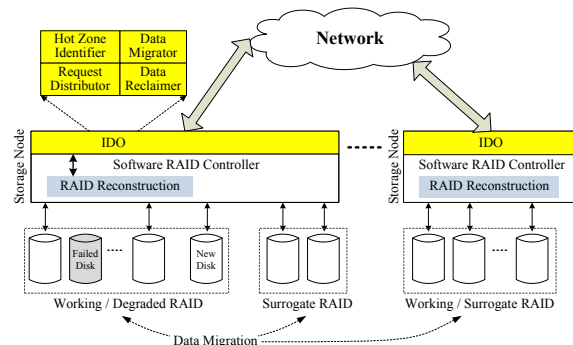 Network
Hot Zone Identifier
Data Migrator
Request Distributor
Data Reclaimer
Storage Node
IDO
Software RAID Controller
RAID Reconstruction
Failed Disk
New Disk
Working / Degraded RAID
Surrogate RAID
Storage Node
IDO
Software RAID Controller
RAID Reconstruction
Working / Surrogate RAID
Data Migration